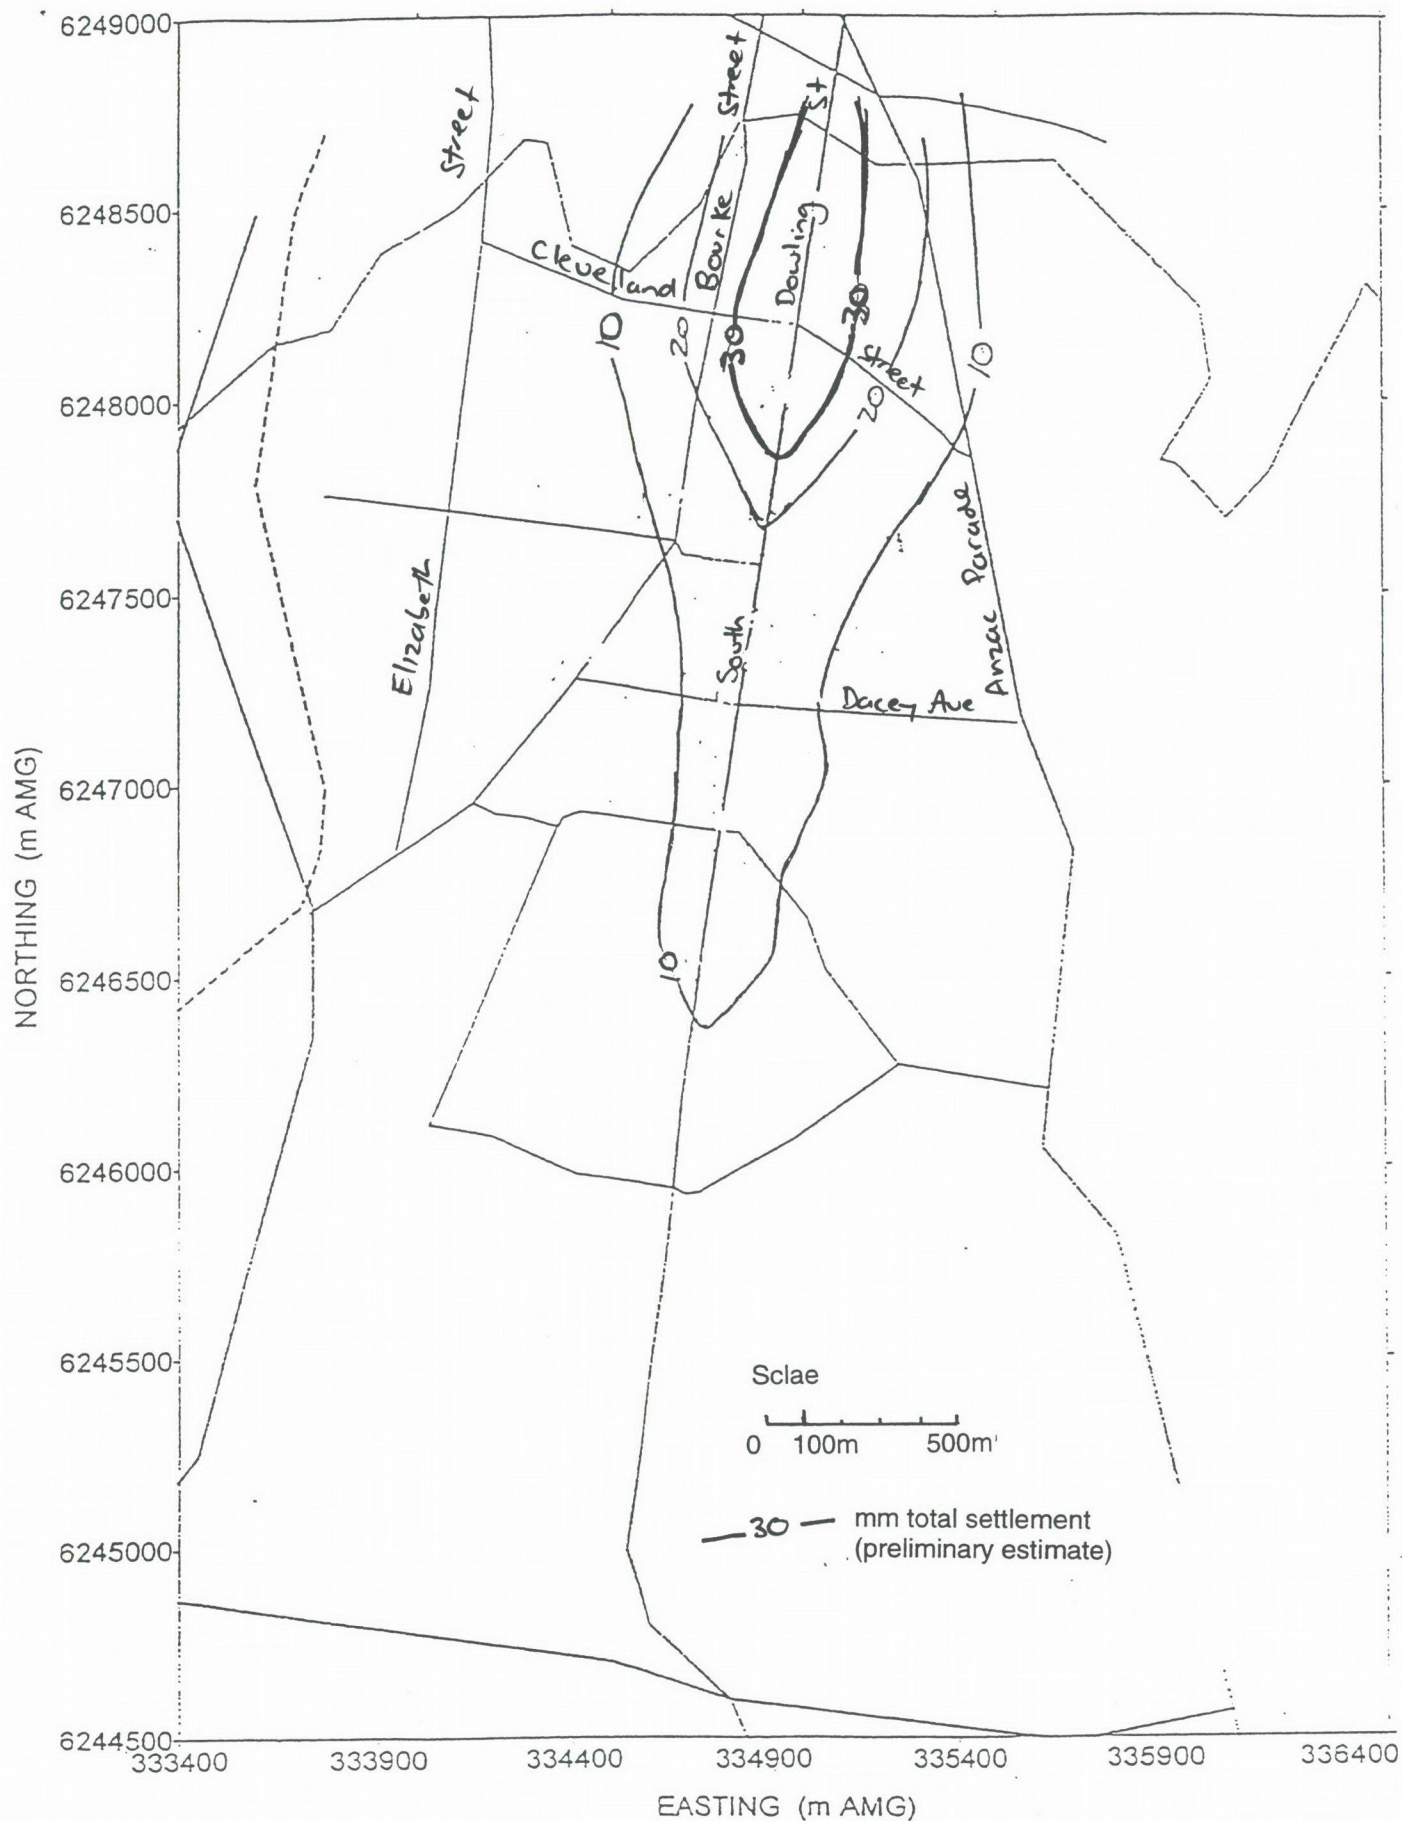 6249000
Street
Street
St
6248500
Cleveland
Bourke
Dowling
10
20
30
30
Street
20
10
6248000
Parade
Elizabeth
6247500
South
Anzac
Dacey Ave
NORTHING (m AMG)
6247000
10
6246500
6246000
6245500
Sclae
0 100m 500m
30 mm total settlement
(preliminary estimate)
6245000
6244500
333400 333900 334400 334900 335400 335900 336400
EASTING (m AMG)